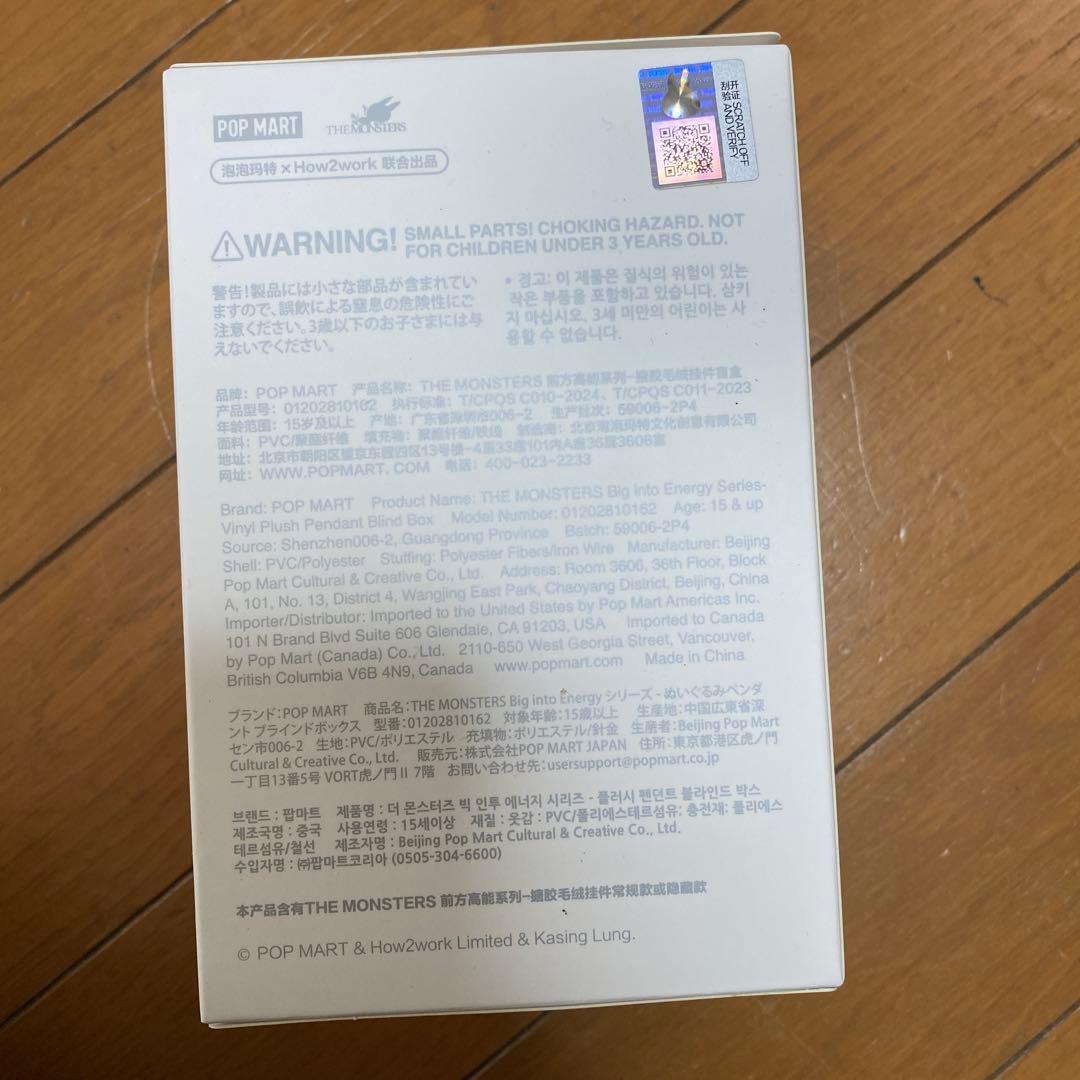 POP MART THE MONSTERS
泡泡玛特×How2work 联合出品
开证 SCRATCH OFF
刮验 AND VERIFY
WARNING! SMALL PARTS! CHOKING HAZARD. NOT
FOR CHILDREN UNDER 3 YEARS OLD.
警告!製品には小さな部品が含まれてい
ますので、誤飲による窒息の危険性にご
注意ください。3歳以下のお子さまには与
えないでください。
* 경고: 이 제품은 질식의 위험이 있는
작은 부품을 포함하고 있습니다. 삼키
지 마십시오. 3세 미만의 어린이는 사
용할 수 없습니다.
品牌: POP MART 产品名称: THE MONSTERS 前方高能系列-搪胶毛绒挂件盲盒
产品型号: 01202810162 执行标准: T/CPQS C010-2024、T/CPQS C011-2023
年龄范围: 15岁及以上 产地: 广东省深圳市006-2 生产批次: 59006-2P4
面料: PVC/聚酯纤维 填充物: 聚酯纤维/铁线 制造商: 北京泡泡玛特文化创意有限公司
地址: 北京市朝阳区望京东园四区13号楼-4至33层101内A座36层3606室
网址: WWW.POPMART.COM 电话: 400-023-2233
Brand: POP MART Product Name: THE MONSTERS Big into Energy Series-
Vinyl Plush Pendant Blind Box Model Number: 01202810162 Age: 15 & up
Source: Shenzhen006-2, Guangdong Province Batch: 59006-2P4
Shell: PVC/Polyester Stuffing: Polyester Fibers/Iron Wire Manufacturer: Beijing
Pop Mart Cultural & Creative Co., Ltd. Address: Room 3606, 36th Floor, Block
A, 101, No. 13, District 4, Wangjing East Park, Chaoyang District, Beijing, China
Importer/Distributor: Imported to the United States by Pop Mart Americas Inc.
101 N Brand Blvd Suite 606 Glendale, CA 91203, USA Imported to Canada
by Pop Mart (Canada) Co., Ltd. 2110-650 West Georgia Street, Vancouver,
British Columbia V6B 4N9, Canada www.popmart.com Made in China
ブランド:POP MART 商品名:THE MONSTERS Big into Energy シリーズ - ぬいぐるみペンダ
ント ブラインドボックス 型番:01202810162 対象年齢:15歳以上 生産地:中国広東省深
セン市006-2 生地:PVC/ポリエステル 充填物:ポリエステル/針金 生産者:Beijing Pop Mart
Cultural & Creative Co., Ltd. 販売元:株式会社POP MART JAPAN 住所:東京都港区虎ノ門
一丁目13番5号 VORT虎ノ門Ⅱ 7階 お問い合わせ先:usersupport@popmart.co.jp
브랜드 : 팝마트 제품명 : 더 몬스터즈 빅 인투 에너지 시리즈 - 플러시 펜던트 블라인드 박스
제조국명 : 중국 사용연령 : 15세이상 재질 : 옷감 : PVC/폴리에스테르섬유; 충전재: 폴리에스
테르섬유/철선 제조자명 : Beijing Pop Mart Cultural & Creative Co., Ltd.
수입자명 : ㈜팝마트코리아 (0505-304-6600)
本产品含有THE MONSTERS 前方高能系列-搪胶毛绒挂件常规款或隐藏款
© POP MART & How2work Limited & Kasing Lung.